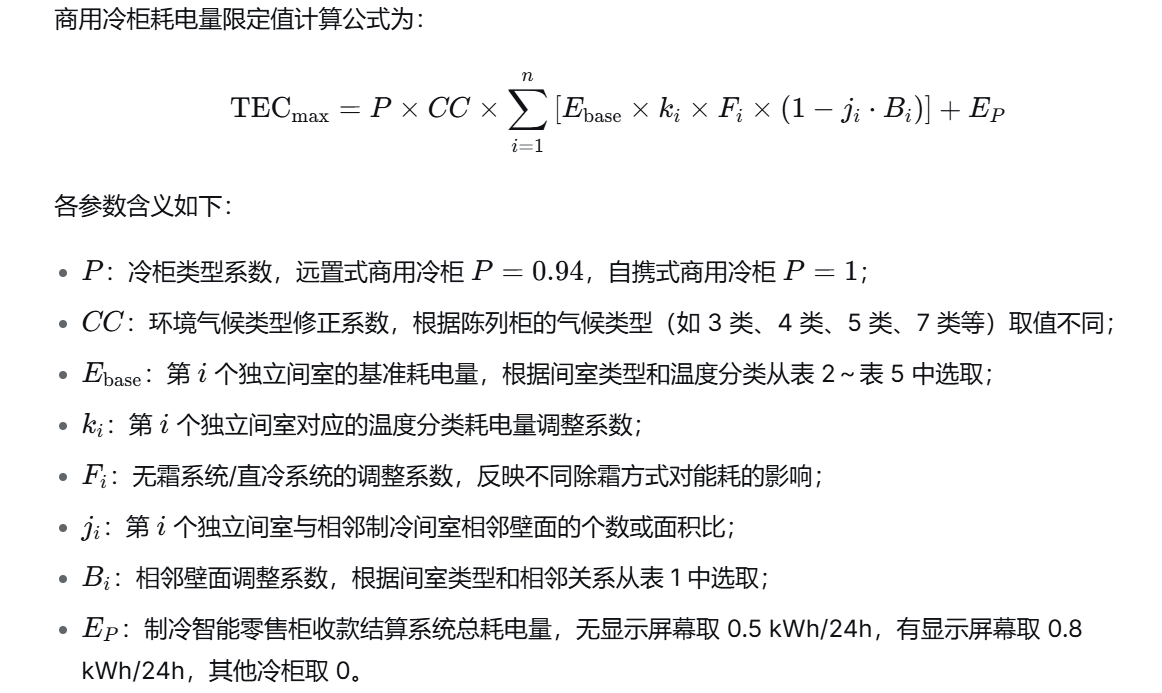 商用冷柜耗电量限定值计算公式为：
TEC_max = P × CC × ∑_{i=1}^{n} [E_base × k_i × F_i × (1 − j_i · B_i)] + E_P
各参数含义如下：
• P：冷柜类型系数，远置式商用冷柜 P = 0.94，自携式商用冷柜 P = 1；
• CC：环境气候类型修正系数，根据陈列柜的气候类型（如 3 类、4 类、5 类、7 类等）取值不同；
• E_base：第 i 个独立间室的基准耗电量，根据间室类型和温度分类从表 2～表 5 中选取；
• k_i：第 i 个独立间室对应的温度分类耗电量调整系数；
• F_i：无霜系统/直冷系统的调整系数，反映不同除霜方式对能耗的影响；
• j_i：第 i 个独立间室与相邻制冷间室相邻壁面的个数或面积比；
• B_i：相邻壁面调整系数，根据间室类型和相邻关系从表 1 中选取；
• E_P：制冷智能零售柜收款结算系统总耗电量，无显示屏幕取 0.5 kWh/24h，有显示屏幕取 0.8
kWh/24h，其他冷柜取 0。